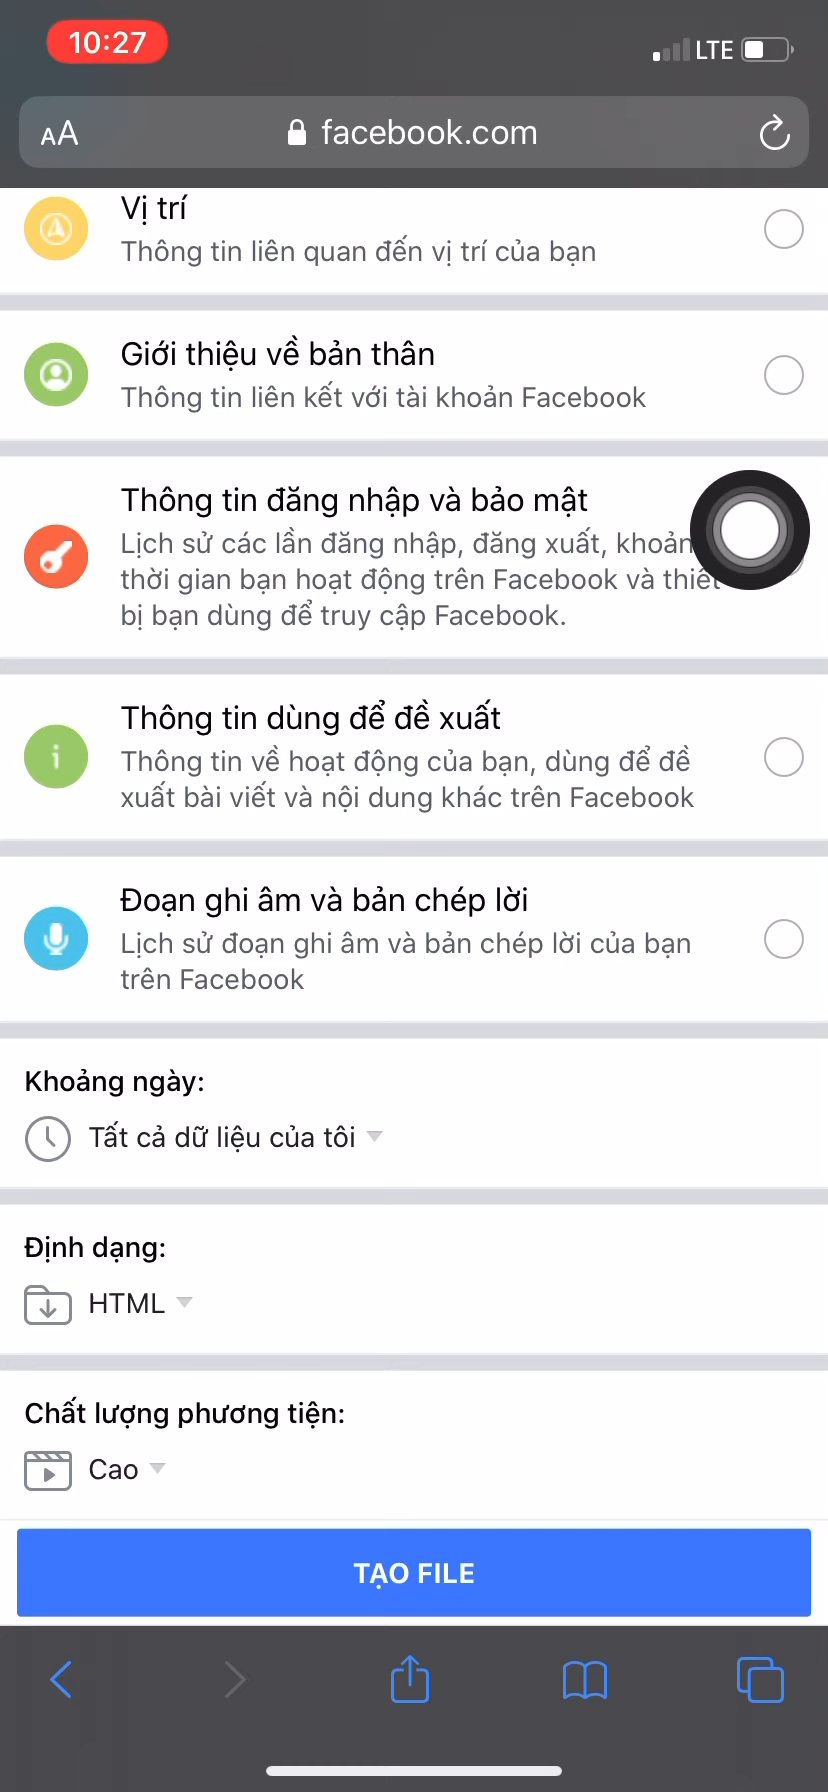 10:27
LTE
AA
facebook.com
Vị trí
Thông tin liên quan đến vị trí của bạn
Giới thiệu về bản thân
Thông tin liên kết với tài khoản Facebook
Thông tin đăng nhập và bảo mật
Lịch sử các lần đăng nhập, đăng xuất, khoản
thời gian bạn hoạt động trên Facebook và thiết
bị bạn dùng để truy cập Facebook.
Thông tin dùng để đề xuất
Thông tin về hoạt động của bạn, dùng để đề
xuất bài viết và nội dung khác trên Facebook
Đoạn ghi âm và bản chép lời
Lịch sử đoạn ghi âm và bản chép lời của bạn
trên Facebook
Khoảng ngày:
Tất cả dữ liệu của tôi
Định dạng:
HTML
Chất lượng phương tiện:
Cao
TẠO FILE